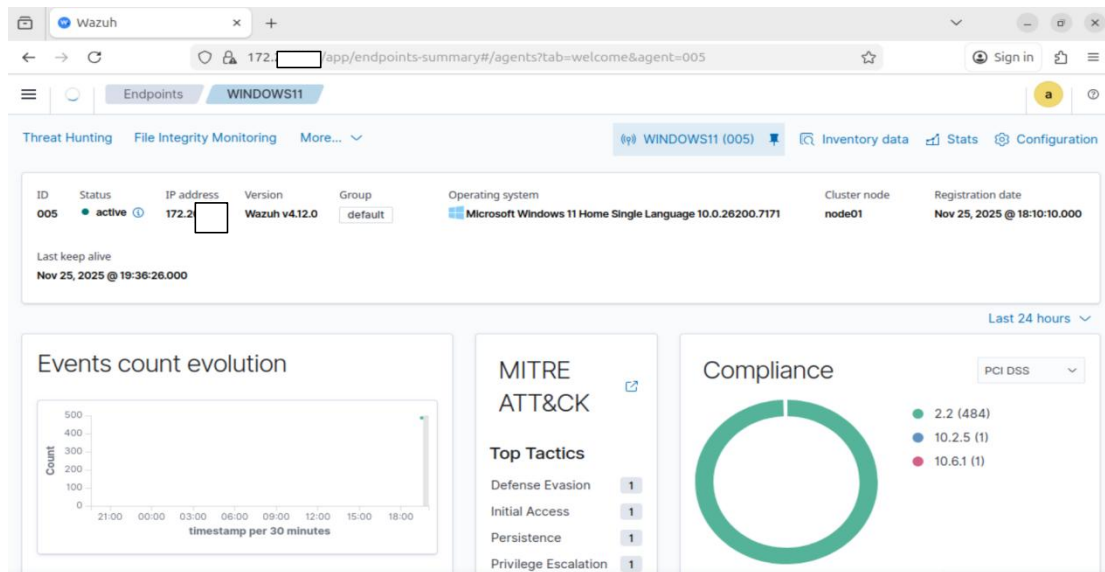 Wazuh
172.
/app/endpoints-summary#/agents?tab=welcome&agent=005
Sign in
Endpoints
WINDOWS11
a
Threat Hunting
File Integrity Monitoring
More...
WINDOWS11 (005)
Inventory data
Stats
Configuration
ID Status IP address Version Group Operating system Cluster node Registration date
005 active 172.2 Wazuh v4.12.0 default Microsoft Windows 11 Home Single Language 10.0.26200.7171 node01 Nov 25, 2025 @ 18:10:10.000
Last keep alive
Nov 25, 2025 @ 19:36:26.000
Last 24 hours
Events count evolution
500
400
300
200
100
0
Count
21:00 00:00 03:00 06:00 09:00 12:00 15:00 18:00
timestamp per 30 minutes
MITRE
ATT&CK
Top Tactics
Defense Evasion 1
Initial Access 1
Persistence 1
Privilege Escalation 1
Compliance
PCI DSS
2.2 (484)
10.2.5 (1)
10.6.1 (1)